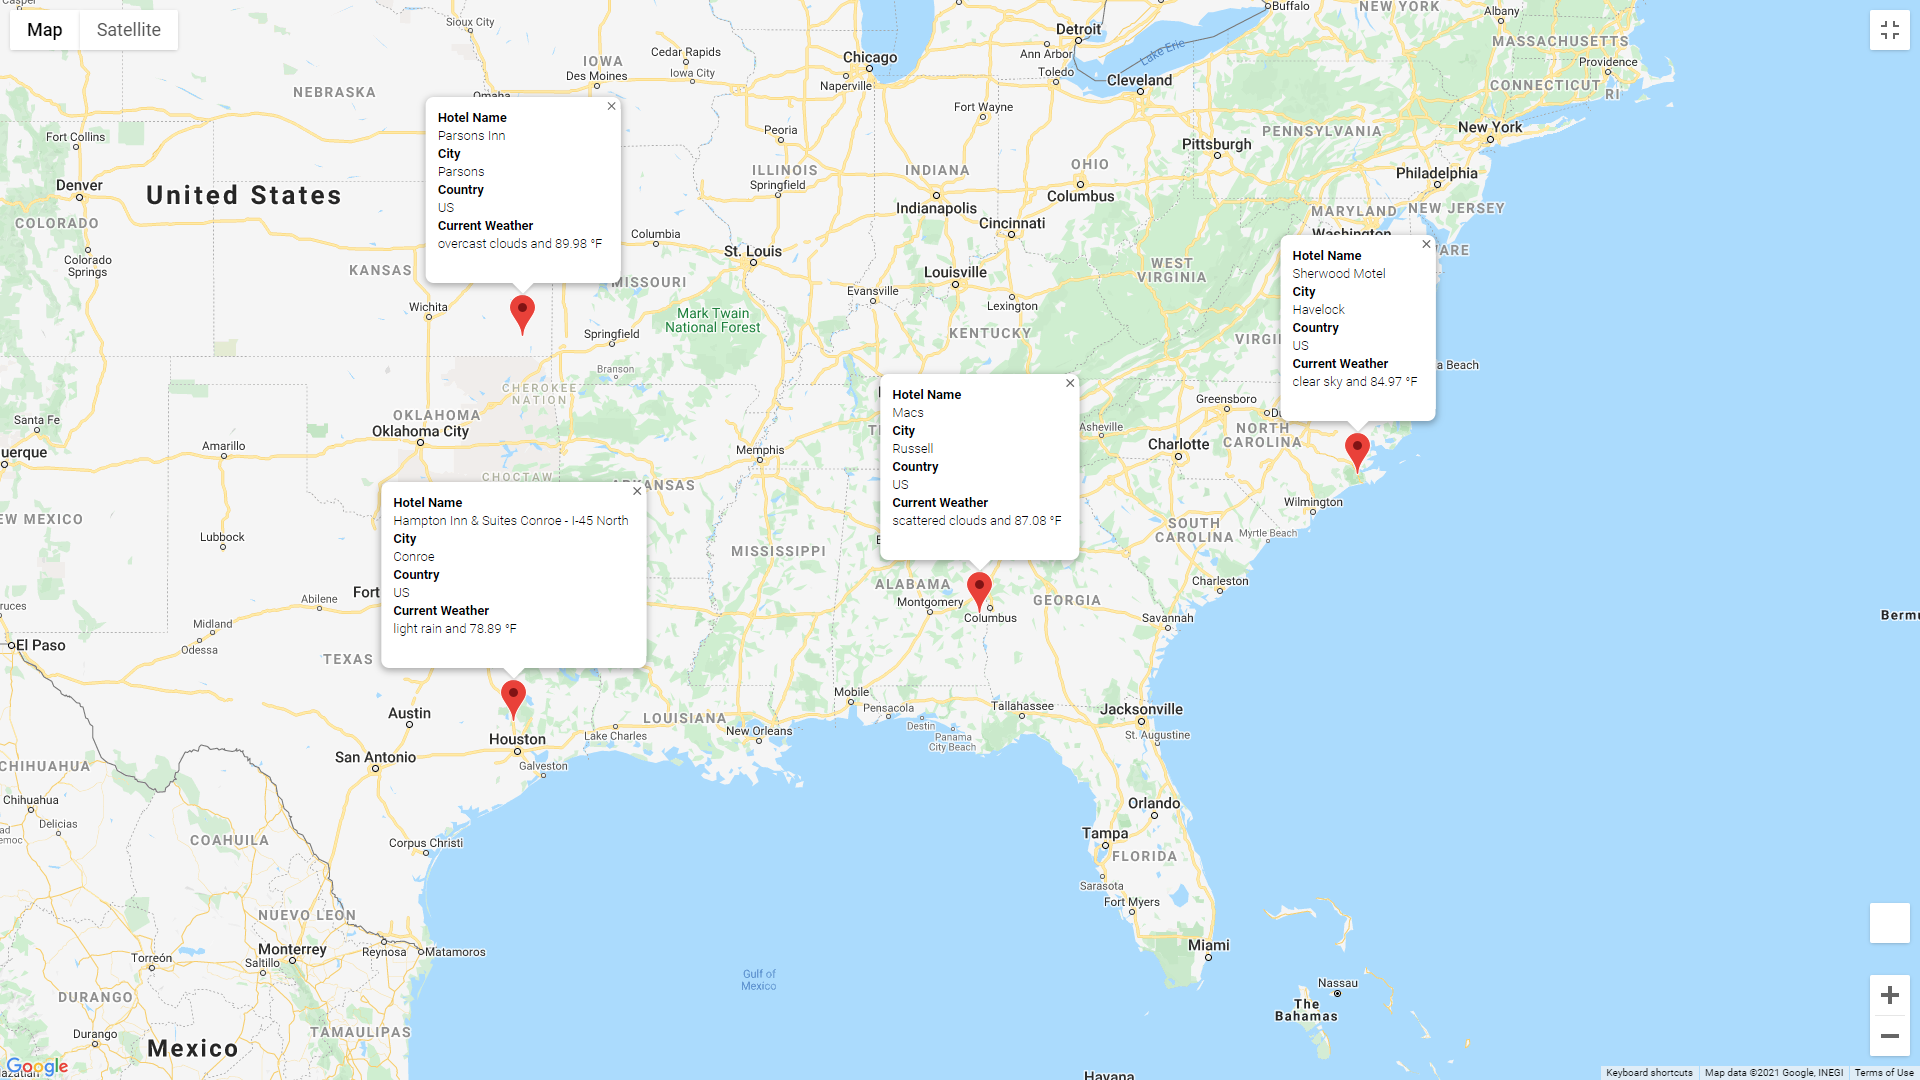 Map
Satellite
Sioux City
Buffalo
NEW YORK
Albany
MASSACHUSETTS
Detroit
Ann Arbor
Lake Erie
Toledo
Cleveland
Chicago
Naperville
Cedar Rapids
Iowa City
IOWA
Des Moines
Omaha
NEBRASKA
Providence
CONNECTICUT
RI
Fort Wayne
Peoria
PENNSYLVANIA
Pittsburgh
New York
Fort Collins
Denver
United States
COLORADO
Colorado
Springs
Hotel Name
Parsons Inn
City
Parsons
Country
US
Current Weather
overcast clouds and 89.98 °F
ILLINOIS
Springfield
INDIANA
Indianapolis
OHIO
Columbus
Cincinnati
Philadelphia
MARYLAND
NEW JERSEY
Washington
Columbia
St. Louis
KANSAS
Wichita
MISSOURI
Louisville
Evansville
Lexington
WEST
VIRGINIA
KENTUCKY
Mark Twain
National Forest
Springfield
Branson
Hotel Name
Sherwood Motel
City
Havelock
Country
US
Current Weather
clear sky and 84.97 °F
CHEROKEE
NATION
OKLAHOMA
Oklahoma City
Santa Fe
Amarillo
Memphis
Hotel Name
Macs
City
Russell
Country
US
Current Weather
scattered clouds and 87.08 °F
Greensboro
Asheville
Charlotte
NORTH
CAROLINA
Wilmington
SOUTH
CAROLINA
Myrtle Beach
Charleston
CHOCTAW
Hotel Name
Hampton Inn & Suites Conroe - I-45 North
City
Conroe
Country
US
Current Weather
light rain and 78.89 °F
Lubbock
Abilene
Fort
Midland
Odessa
El Paso
TEXAS
MISSISSIPPI
ALABAMA
Montgomery
Columbus
GEORGIA
Savannah
Mobile
Pensacola
Destin
Panama
City Beach
Tallahassee
Jacksonville
St. Augustine
LOUISIANA
Lake Charles
New Orleans
Austin
San Antonio
Houston
Galveston
Corpus Christi
CHIHUAHUA
Chihuahua
Delicias
COAHUILA
Orlando
Tampa
FLORIDA
Sarasota
Fort Myers
Miami
NUEVO LEON
Monterrey
Saltillo
Reynosa
Matamoros
Torreón
DURANGO
Durango
TAMAULIPAS
Mexico
Gulf of
Mexico
Nassau
The
Bahamas
Havana
Google
Keyboard shortcuts
Map data ©2021 Google, INEGI
Terms of Use